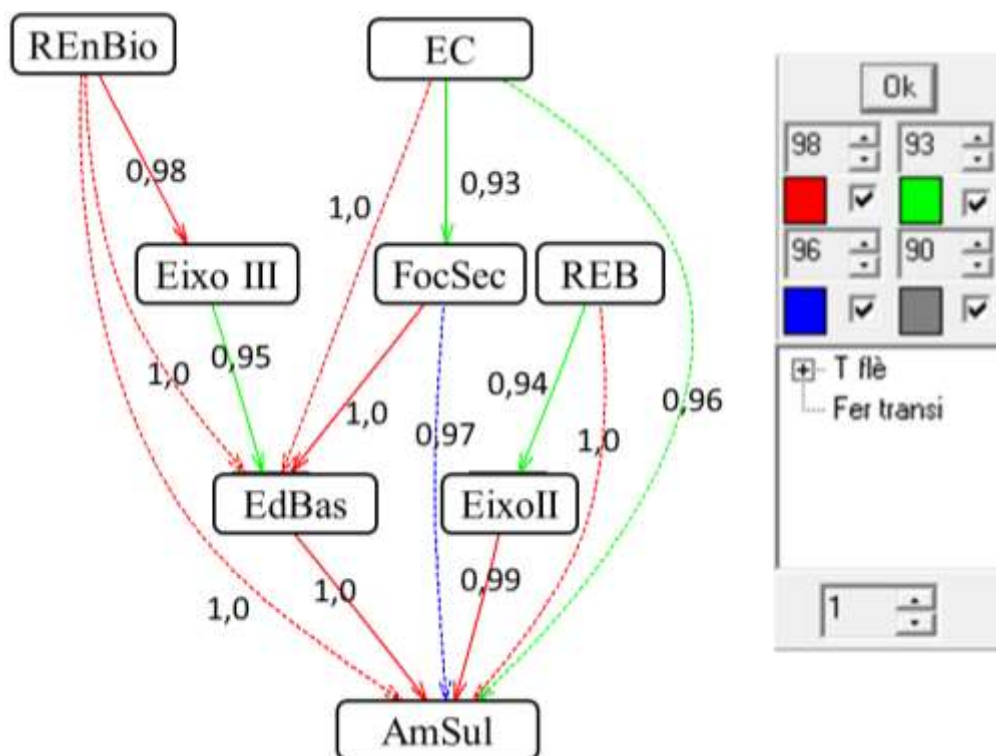 REnBio
EC
Ok
98 93
0,98
0,93
1,0
96 90
Eixo III
FocSec
REB
0,95
1,0
1,0
0,97
0,94
1,0
0,96
T flè
Fer transi
EdBas
EixoII
1,0
1,0
0,99
1
AmSul